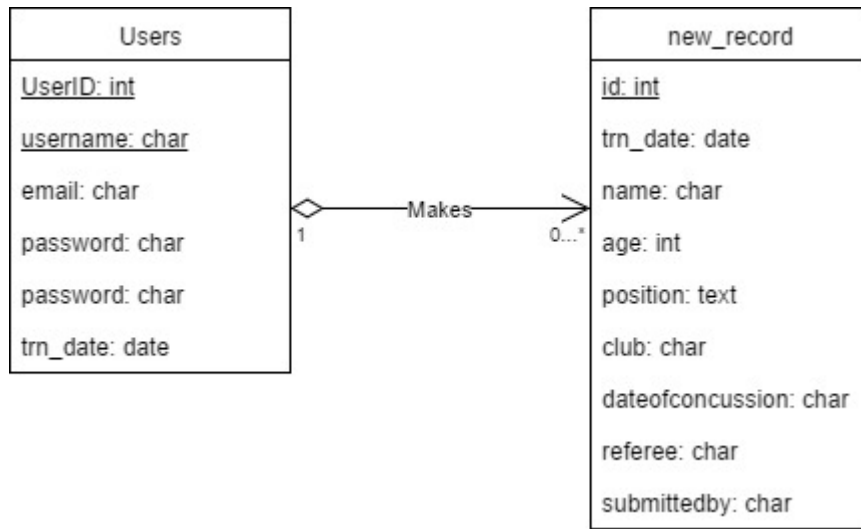 Users
UserID: int
username: char
email: char
password: char
password: char
trn_date: date
Makes
1
0...*
new_record
id: int
trn_date: date
name: char
age: int
position: text
club: char
dateofconcussion: char
referee: char
submittedby: char